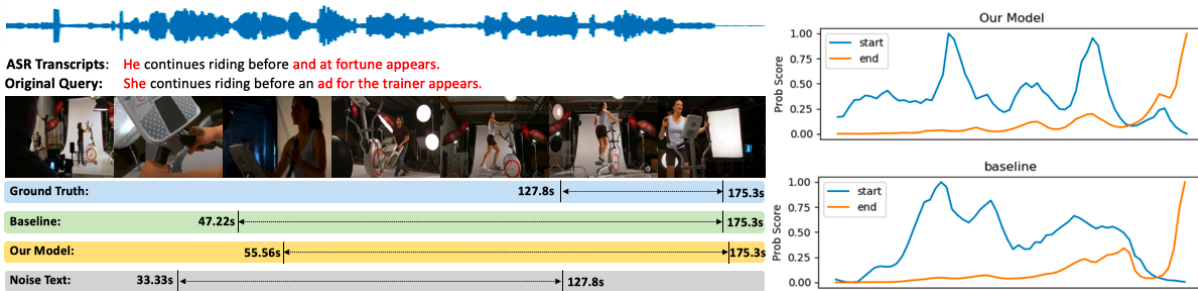 ASR Transcripts: He continues riding before and at fortune appears.
Original Query: She continues riding before an ad for the trainer appears.
Ground Truth: 127.8s 175.3s
Baseline: 47.22s 175.3s
Our Model: 55.56s 175.3s
Noise Text: 33.33s 127.8s
Our Model
Prob Score
1.00
0.75
0.50
0.25
0.00
start
end
baseline
Prob Score
1.00
0.75
0.50
0.25
0.00
start
end